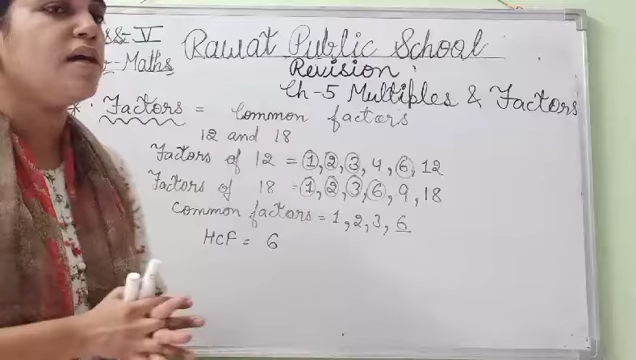 ss-V Rawat Public School
- Maths Revision :
Ch-5 Multiples & Factors
* Factors = Common factors
12 and 18
Factors of 12 = 1, 2, 3, 4, 6, 12
Factors of 18 = 1, 2, 3, 6, 9, 18
Common factors = 1, 2, 3, 6
HCF = 6